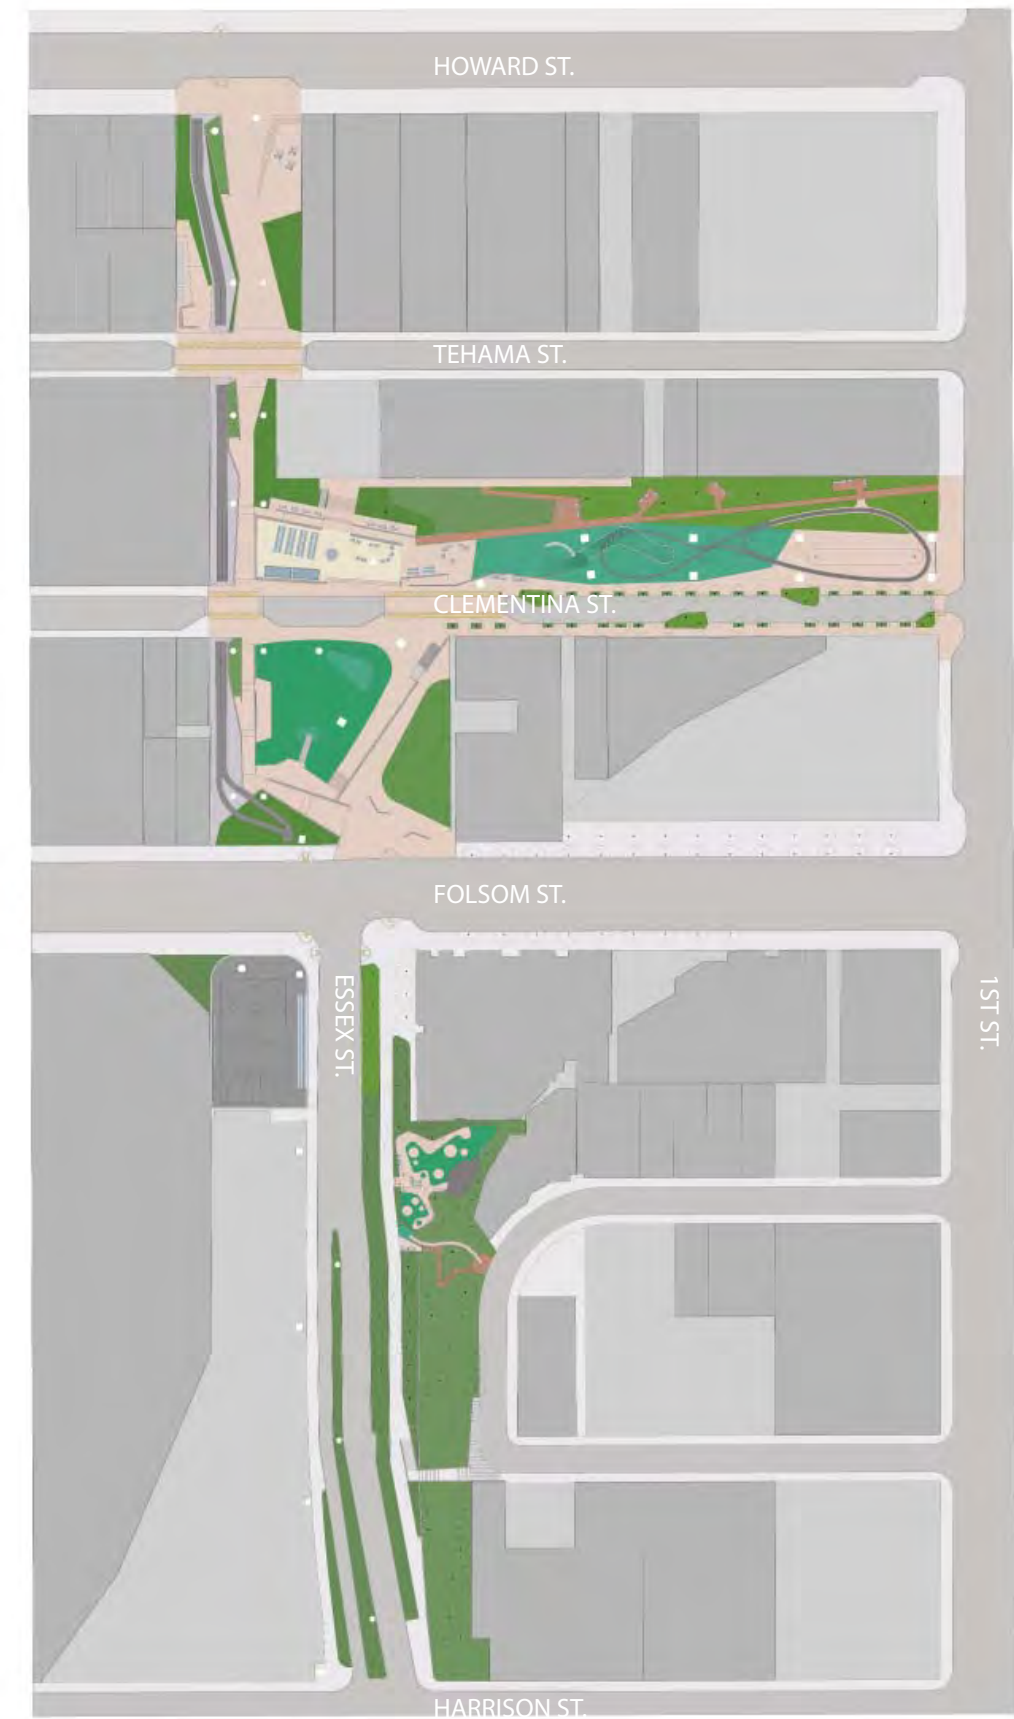 HOWARD ST.
TEHAMA ST.
CLEMENTINA ST.
FOLSOM ST.
ESSEX ST.
1ST ST.
HARRISON ST.